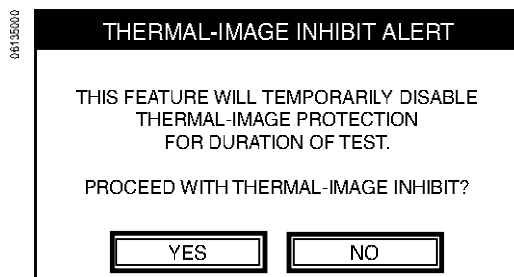 06135000
THERMAL-IMAGE INHIBIT ALERT
THIS FEATURE WILL TEMPORARILY DISABLE
THERMAL-IMAGE PROTECTION
FOR DURATION OF TEST.
PROCEED WITH THERMAL-IMAGE INHIBIT?
YES NO